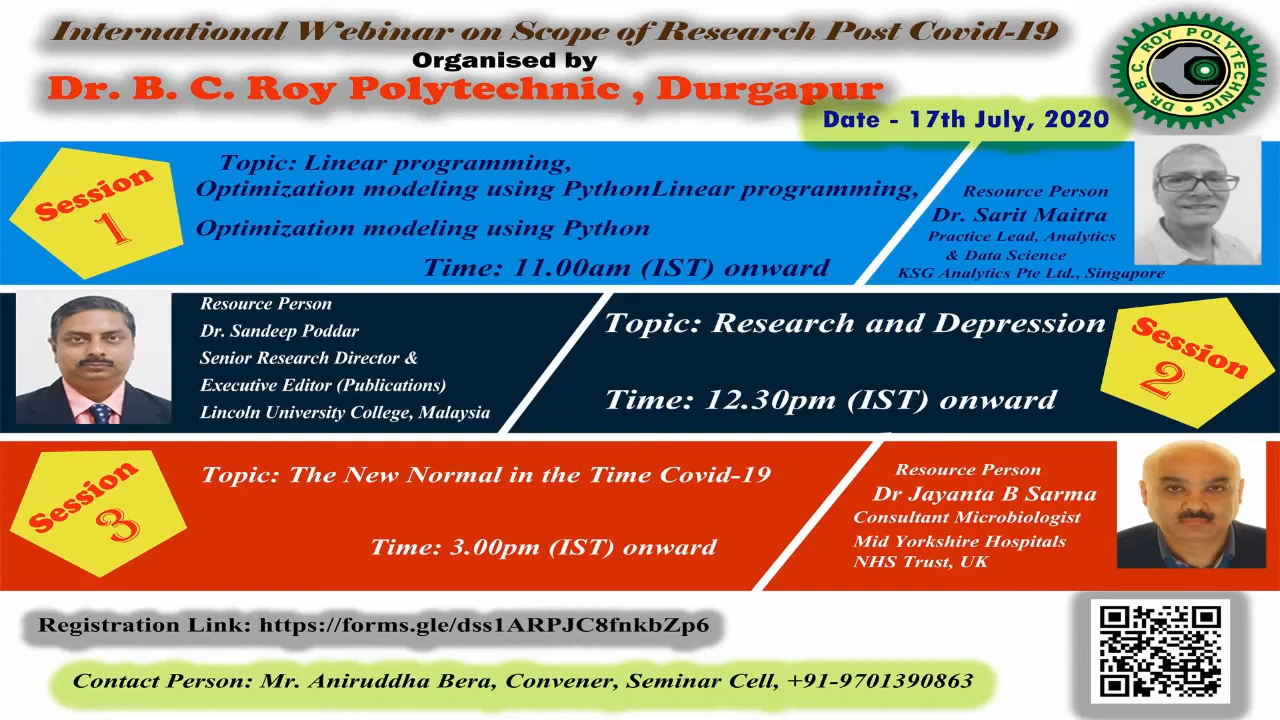 International Webinar on Scope of Research Post Covid-19
Organised by
Dr. B. C. Roy Polytechnic , Durgapur
DR. B. C. ROY POLYTECHNIC
Date - 17th July, 2020
Session
1
Topic: Linear programming,
Optimization modeling using PythonLinear programming,
Optimization modeling using Python
Time: 11.00am (IST) onward
Resource Person
Dr. Sarit Maitra
Practice Lead, Analytics
& Data Science
KSG Analytics Pte Ltd., Singapore
Resource Person
Dr. Sandeep Poddar
Senior Research Director &
Executive Editor (Publications)
Lincoln University College, Malaysia
Topic: Research and Depression
Time: 12.30pm (IST) onward
Session
2
Session
3
Topic: The New Normal in the Time Covid-19
Time: 3.00pm (IST) onward
Resource Person
Dr Jayanta B Sarma
Consultant Microbiologist
Mid Yorkshire Hospitals
NHS Trust, UK
Registration Link: https://forms.gle/dss1ARPJC8fnkbZp6
Contact Person: Mr. Aniruddha Bera, Convener, Seminar Cell, +91-9701390863